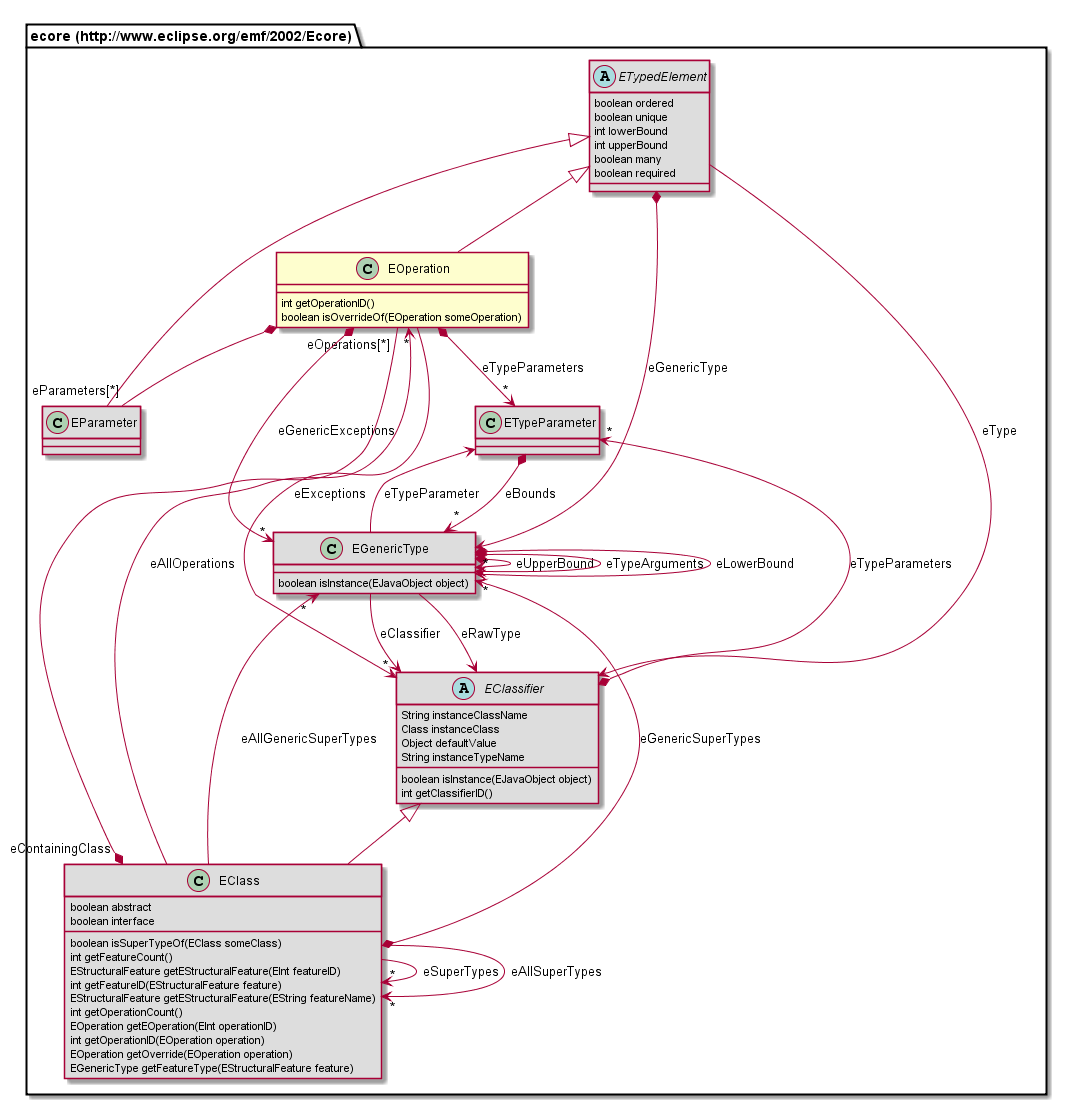 ecore (http://www.eclipse.org/emf/2002/Ecore)
A ETypedElement
boolean ordered
boolean unique
int lowerBound
int upperBound
boolean many
boolean required
C EOperation
int getOperationID()
boolean isOverrideOf(EOperation someOperation)
eOperations[*]
*
eTypeParameters
eGenericType
*
eParameters[*]
C EParameter
C ETypeParameter
*
eType
eGenericExceptions
eExceptions
eTypeParameter
eBounds
*
*
C EGenericType
boolean isInstance(EJavaObject object)
eUpperBound
*
eTypeArguments
eLowerBound
eTypeParameters
eAllOperations
*
*
eClassifier
eRawType
*
A EClassifier
String instanceClassName
Class instanceClass
Object defaultValue
String instanceTypeName
boolean isInstance(EJavaObject object)
int getClassifierID()
eAllGenericSuperTypes
eGenericSuperTypes
eContainingClass
C EClass
boolean abstract
boolean interface
boolean isSuperTypeOf(EClass someClass)
int getFeatureCount()
EStructuralFeature getEStructuralFeature(EInt featureID)
int getFeatureID(EStructuralFeature feature)
EStructuralFeature getEStructuralFeature(EString featureName)
int getOperationCount()
EOperation getEOperation(EInt operationID)
int getOperationID(EOperation operation)
EOperation getOverride(EOperation operation)
EGenericType getFeatureType(EStructuralFeature feature)
*
eSuperTypes
eAllSuperTypes
*